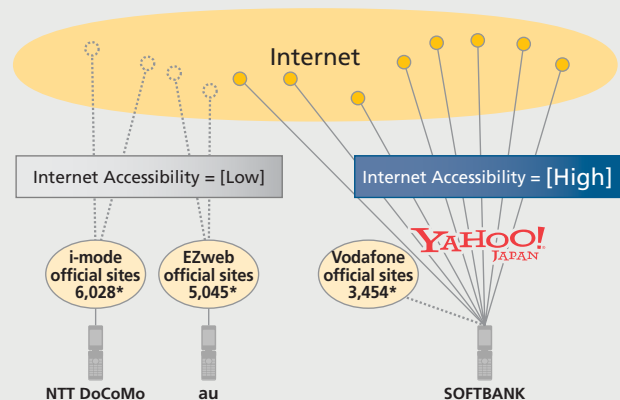 Internet
Internet Accessibility = [Low]
Internet Accessibility = [High]
YAHOO!
JAPAN
i-mode
official sites
6,028*
EZweb
official sites
5,045*
Vodafone
official sites
3,454*
NTT DoCoMo
au
SOFTBANK